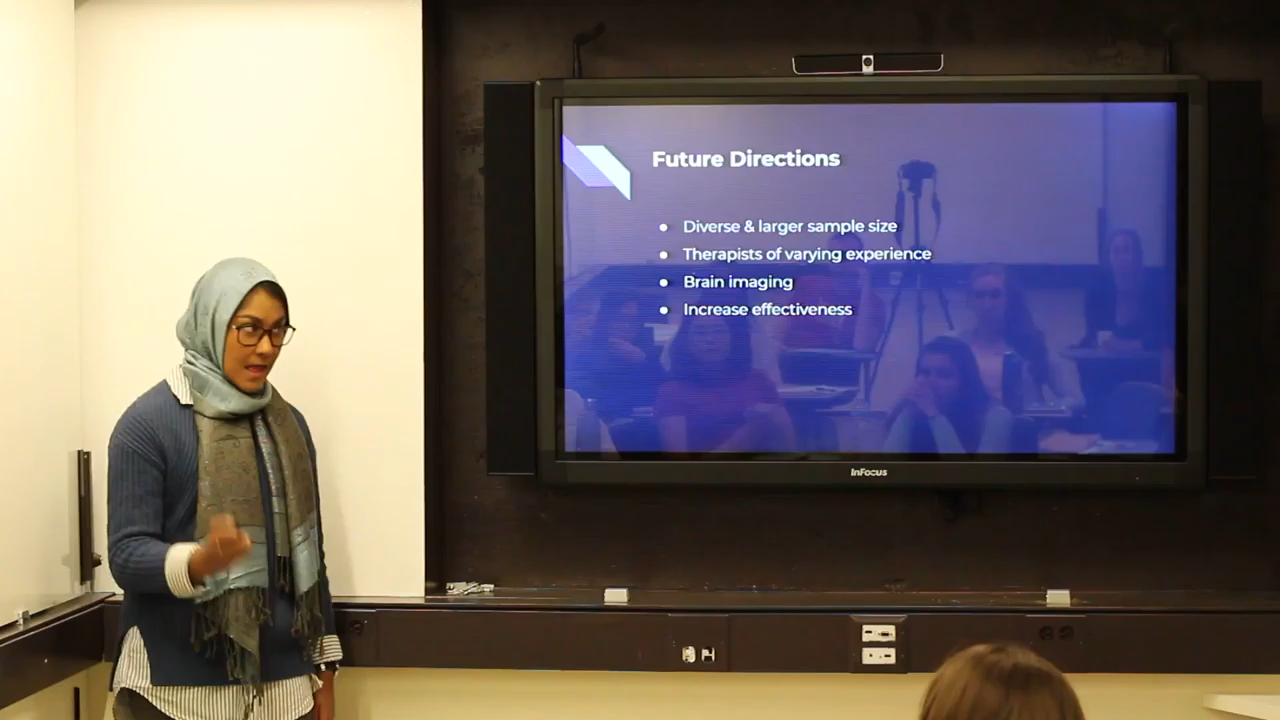 Future Directions
● Diverse & larger sample size
● Therapists of varying experience
● Brain imaging
● Increase effectiveness
InFocus